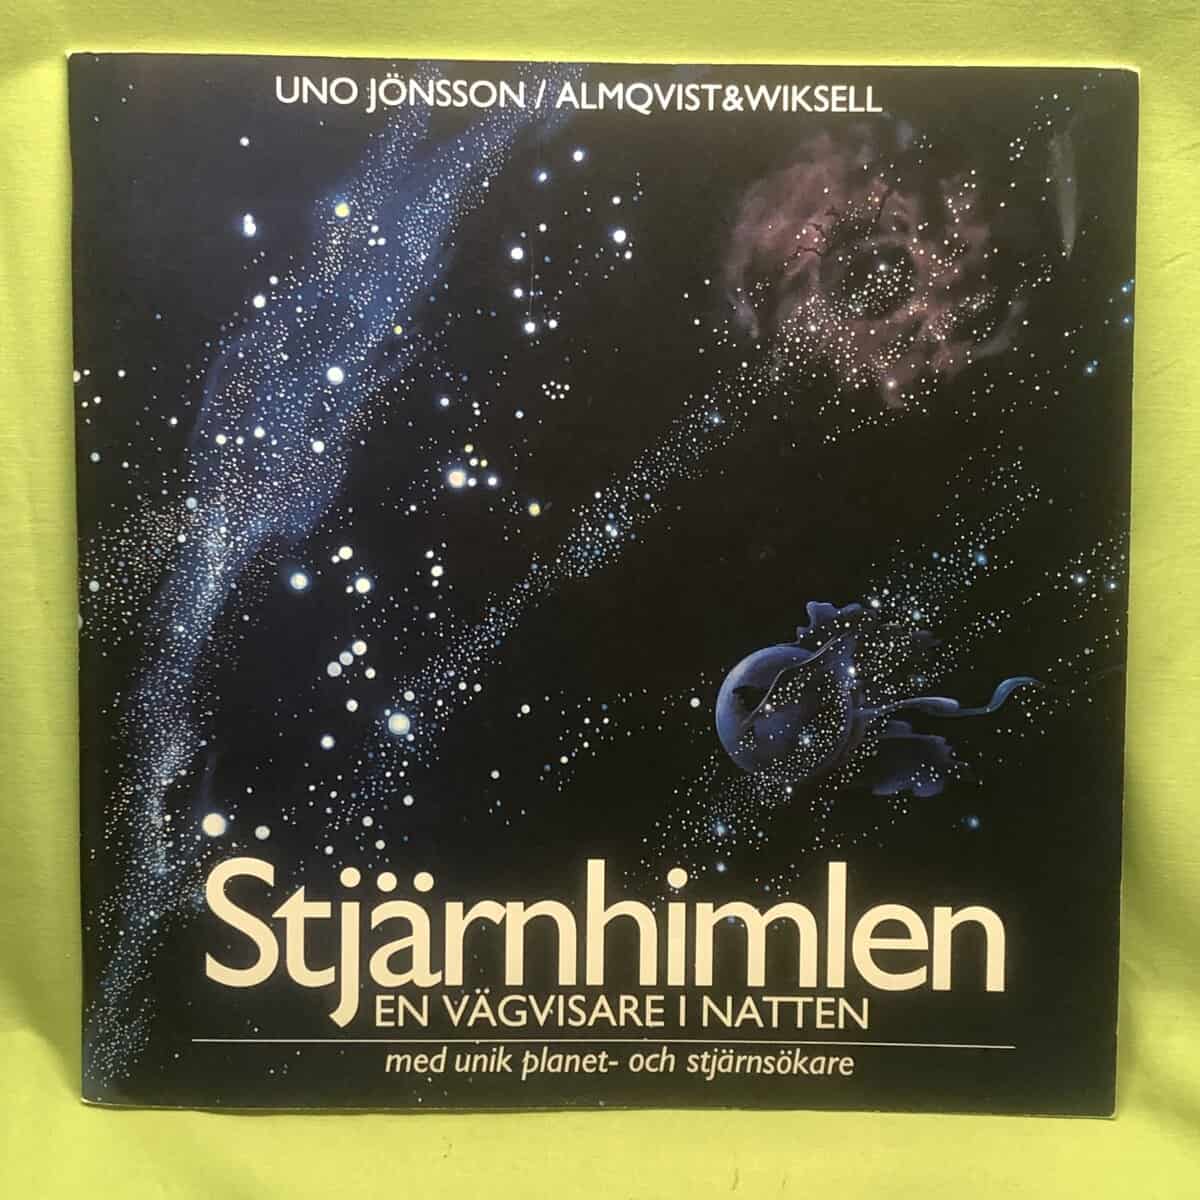 UNO JÖNSSON / ALMQVIST&WIKSELL
Stjärnhimlen
EN VÄGVISARE I NATTEN
med unik planet- och stjärnsökare